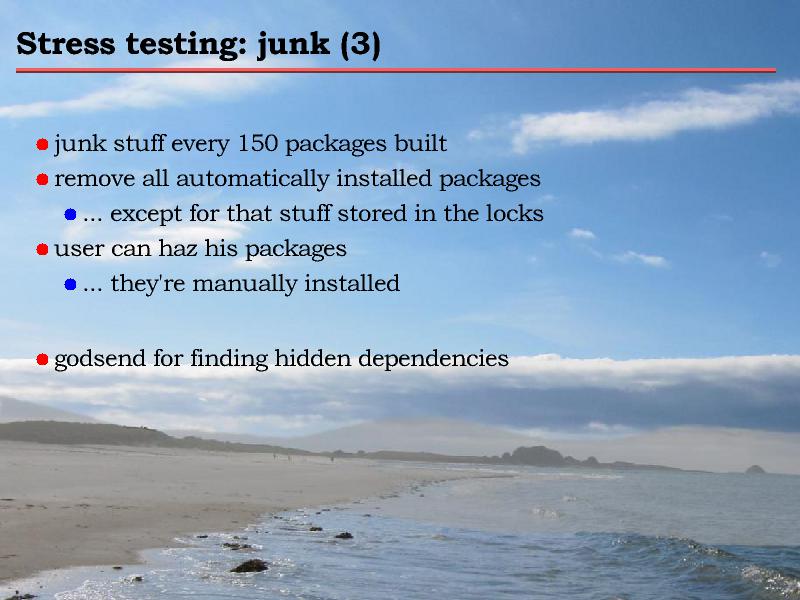 Stress testing: junk (3)
junk stuff every 150 packages built
remove all automatically installed packages
... except for that stuff stored in the locks
user can haz his packages
... they're manually installed
godsend for finding hidden dependencies